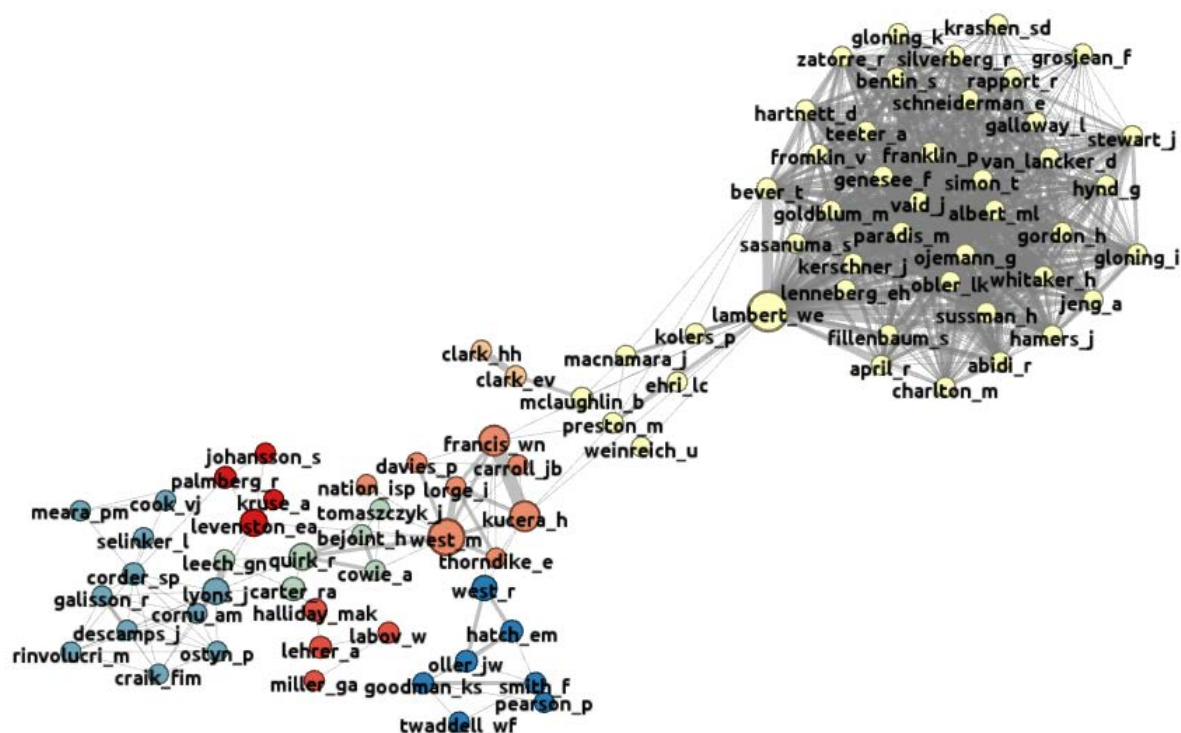 krashen_sd
gloning_k
zatorre_r
silverberg_r
grosjean_f
bentin_s
rapport_r
schneiderman_e
hartnett_d
galloway_l
teeter_a
stewart_j
fromkin_v
franklin_p
van_lancker_d
genesee_f
simon_t
bever_t
hynd_g
goldblum_m
vaid_j
albert_ml
paradis_m
gordon_h
sasanuma_s
ojemann_g
gloning_i
kerschner_j
whitaker_h
obler_lk
lenneberg_eh
jeng_a
lambert_we
sussman_h
kolers_p
fillenbaum_s
hamers_j
clark_hh
macnamara_j
april_r
abidi_r
clark_ev
ehri_lc
charlton_m
mclaughlin_b
preston_m
francis_wn
weinreich_u
johansson_s
davies_p
carroll_jb
palmberg_r
nation_isp
lorge_i
cook_vj
kruse_a
meara_pm
tomaszczyk_j
kucera_h
levenston_ea
selinker_l
bejoint_h
west_m
leech_gn
quirk_r
thorndike_e
corder_sp
cowie_a
lyons_j
carter_ra
west_r
galisson_r
cornu_am
halliday_mak
descamps_j
labov_w
hatch_em
rinvolucri_m
ostyn_p
lehrer_a
oller_jw
craik_fim
miller_ga
goodman_ks
smith_f
pearson_p
twaddell_wf